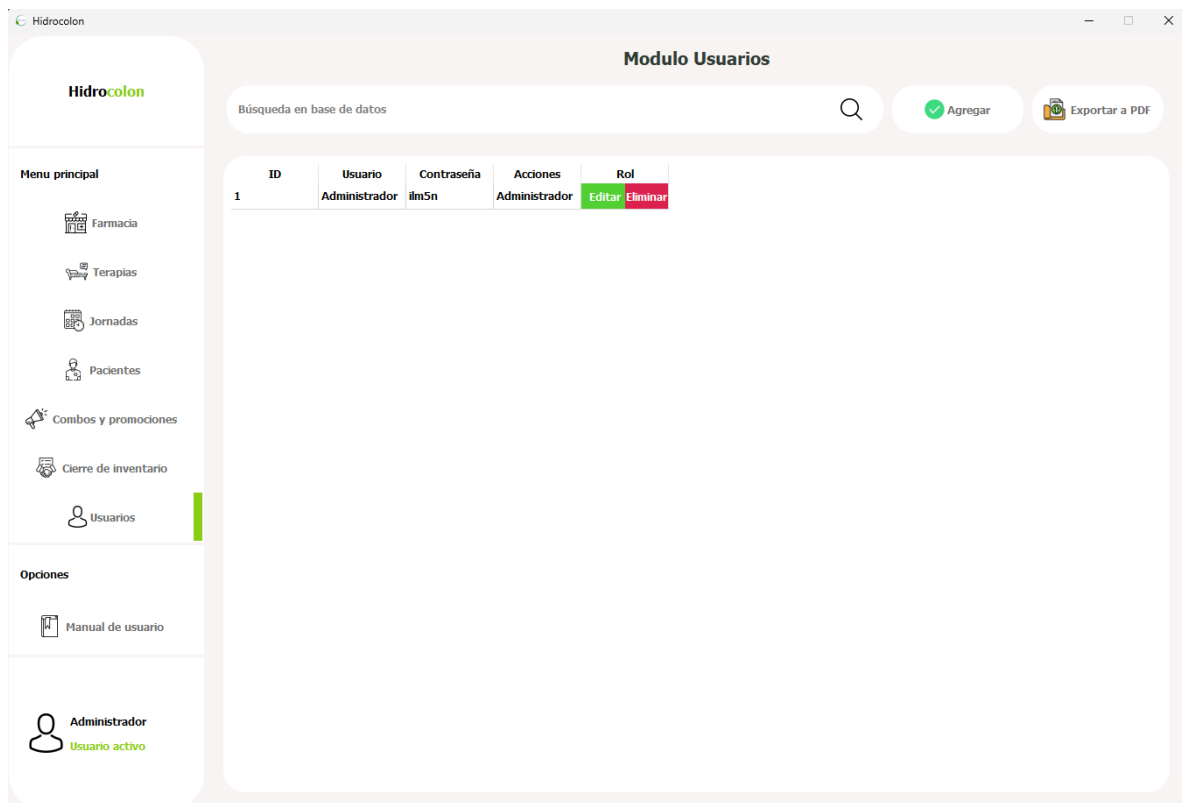 Hidrocolon
Modulo Usuarios
Hidrocolon
Búsqueda en base de datos
Agregar
Exportar a PDF
Menu principal
Farmacia
Terapias
Jornadas
Pacientes
Combos y promociones
Cierre de inventario
Usuarios
Opciones
Manual de usuario
Administrador
Usuario activo
ID Usuario Contraseña Acciones Rol
1 Administrador ilm5n Administrador Editar Eliminar